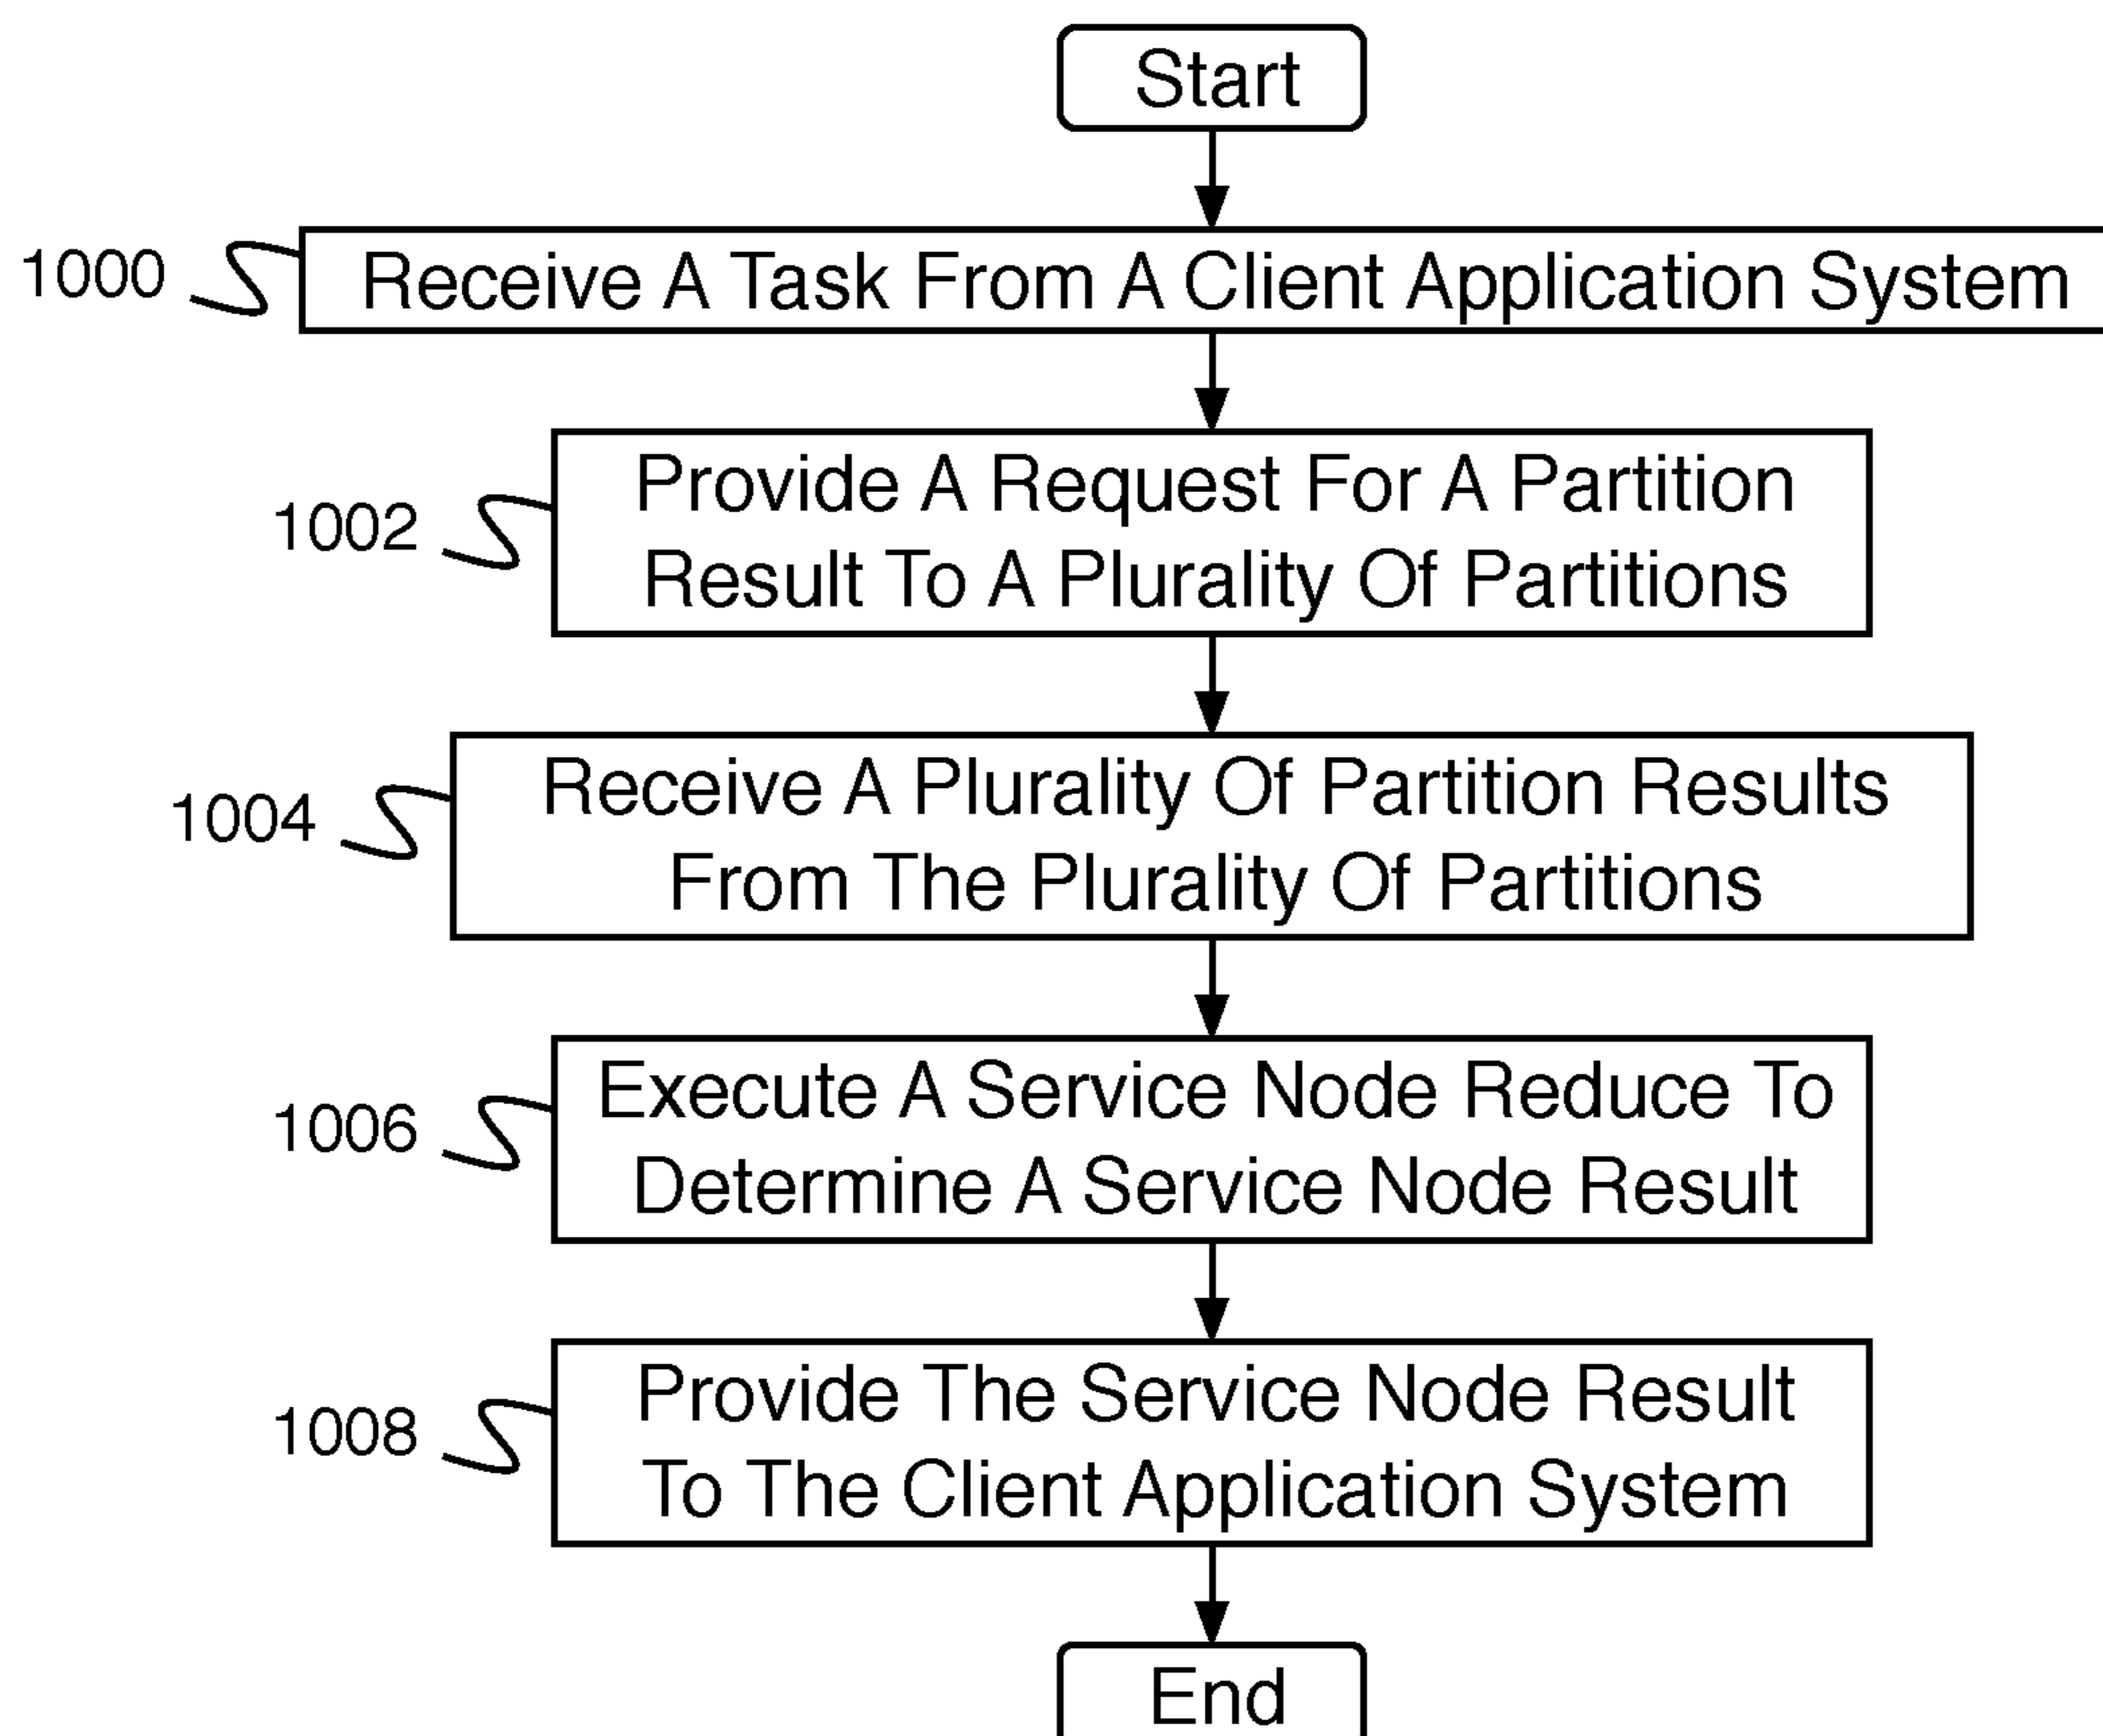 Start
1000
Receive A Task From A Client Application System
1002
Provide A Request For A Partition
Result To A Plurality Of Partitions
1004
Receive A Plurality Of Partition Results
From The Plurality Of Partitions
1006
Execute A Service Node Reduce To
Determine A Service Node Result
1008
Provide The Service Node Result
To The Client Application System
End